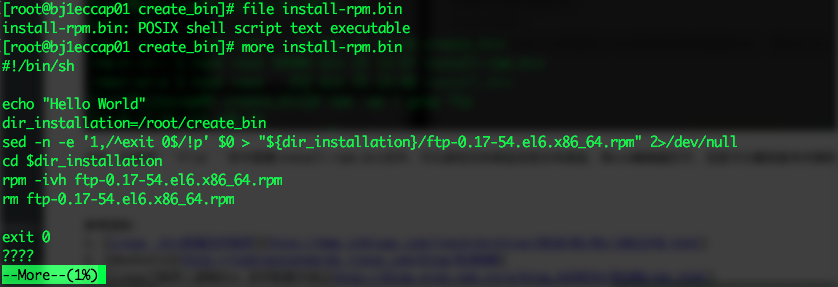 [root@bj1eccap01 create_bin]# file install-rpm.bin
install-rpm.bin: POSIX shell script text executable
[root@bj1eccap01 create_bin]# more install-rpm.bin
#!/bin/sh
echo "Hello World"
dir_installation=/root/create_bin
sed -n -e '1,/^exit 0$/!p' $0 > "${dir_installation}/ftp-0.17-54.el6.x86_64.rpm" 2>/dev/null
cd $dir_installation
rpm -ivh ftp-0.17-54.el6.x86_64.rpm
rm ftp-0.17-54.el6.x86_64.rpm
exit 0
????
--More--(1%)